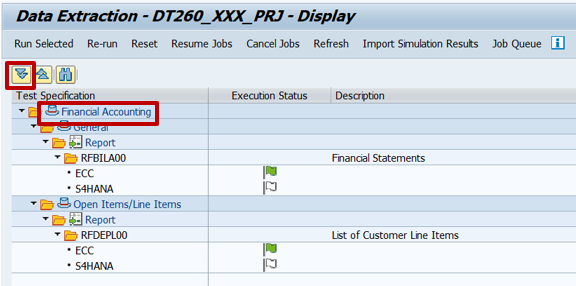 Data Extraction - DT260_XXX_PRJ - Display
Run Selected Re-run Reset Resume Jobs Cancel Jobs Refresh Import Simulation Results Job Queue
Test Specification Execution Status Description
Financial Accounting
General
Report
RFBILA00 Financial Statements
ECC
S4HANA
Open Items/Line Items
Report
RFDEPL00 List of Customer Line Items
ECC
S4HANA